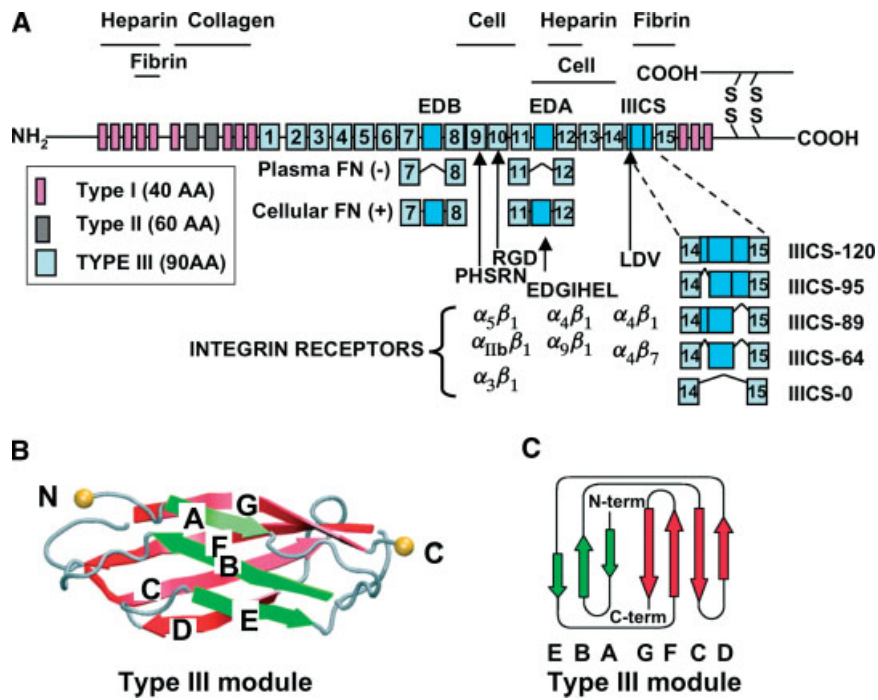 A
Heparin Collagen Cell Heparin Fibrin
Fibrin Cell COOH
S S
S S
EDB EDA IIICS
NH2 1 2 3 4 5 6 7 8 9 10 11 12 13 14 15 COOH
Plasma FN (-) 7 8 11 12
Cellular FN (+) 7 8 11 12
Type I (40 AA)
Type II (60 AA)
TYPE III (90AA)
RGD
PHSRN
LDV
EDGIHEL
14 15 IIICS-120
14 15 IIICS-95
14 15 IIICS-89
14 15 IIICS-64
14 15 IIICS-0
INTEGRIN RECEPTORS
α5β1 α4β1 α4β1
αIIbβ1 α9β1 α4β7
α3β1
B
N
G
A
F
B
C
D
E
C
Type III module
C
N-term
C-term
E B A G F C D
Type III module